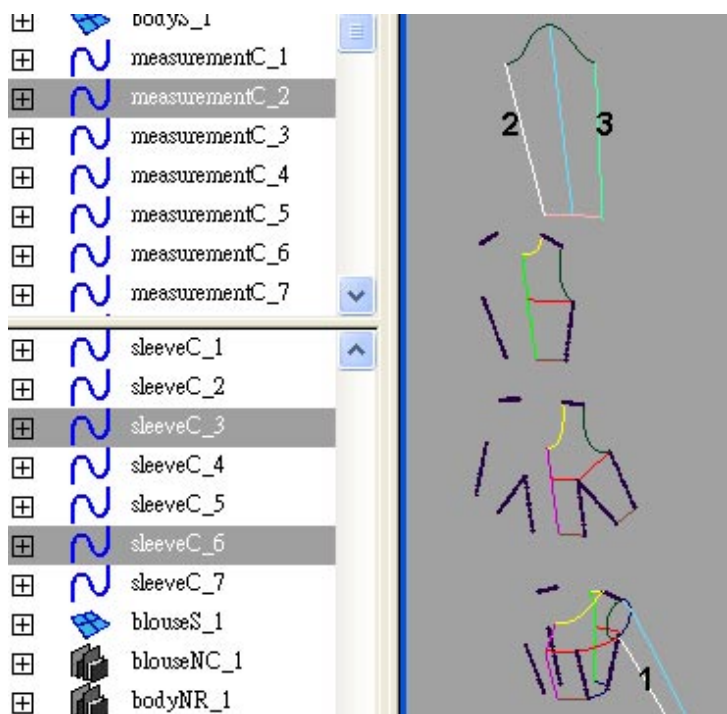 bodyS_1
measurementC_1
measurementC_2
measurementC_3
measurementC_4
measurementC_5
measurementC_6
measurementC_7
sleeveC_1
sleeveC_2
sleeveC_3
sleeveC_4
sleeveC_5
sleeveC_6
sleeveC_7
blouseS_1
blouseNC_1
bodyNR_1
2 3
1